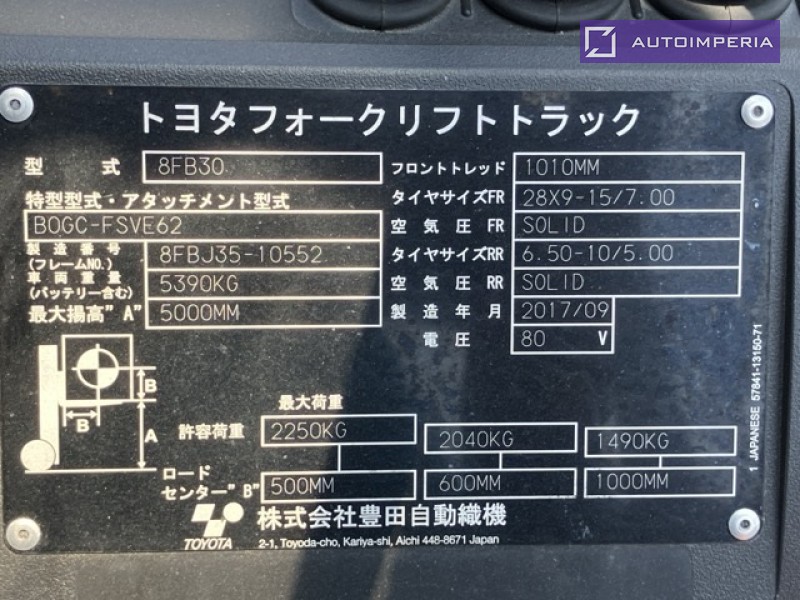 AUTOIMPERIA
トヨタフォークリフトトラック
型 式 8FB30 フロントトレッド 1010MM
特型型式・アタッチメント型式 タイヤサイズFR 28X9-15/7.00
BOGC-FSVE62 空気圧 FR SOLID
製造番号 (フレームNO.) 8FBJ35-10552 タイヤサイズRR 6.50-10/5.00
車両重量 (バッテリー含む) 5390KG 空気圧 RR SOLID
最大揚高"A" 5000MM 製造年月 2017/09
電圧 80 V
B
B
A
最大荷重
許容荷重 2250KG 2040KG 1490KG
ロード
センター"B" 500MM 600MM 1000MM
TOYOTA 株式会社豊田自動織機
2-1, Toyoda-cho, Kariya-shi, Aichi 448-8671 Japan
1 JAPANESE 57841-13150-71